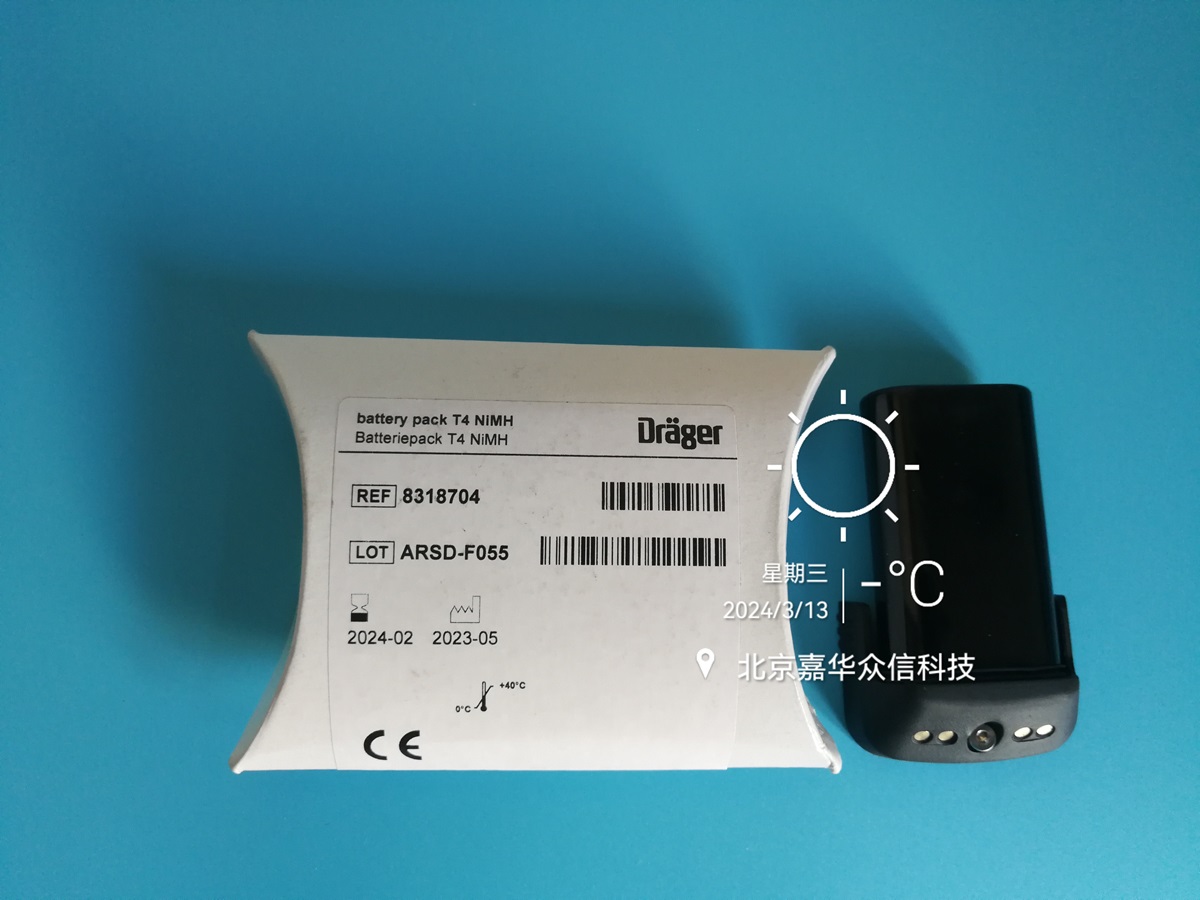 battery pack T4 NiMH
Batteriepack T4 NiMH
Dräger
REF 8318704
LOT ARSD-F055
2024-02 2023-05
0°C +40°C
CE
星期三
2024/3/13
-°C
北京嘉华众信科技